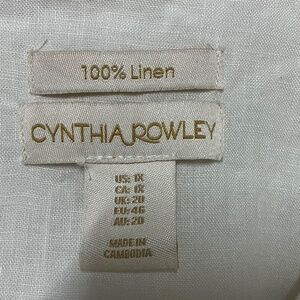 100% Linen
CYNTHIA ROWLEY
US: 1X
CA: 1X
UK: 20
EU: 46
AU: 20
MADE IN
CAMBODIA